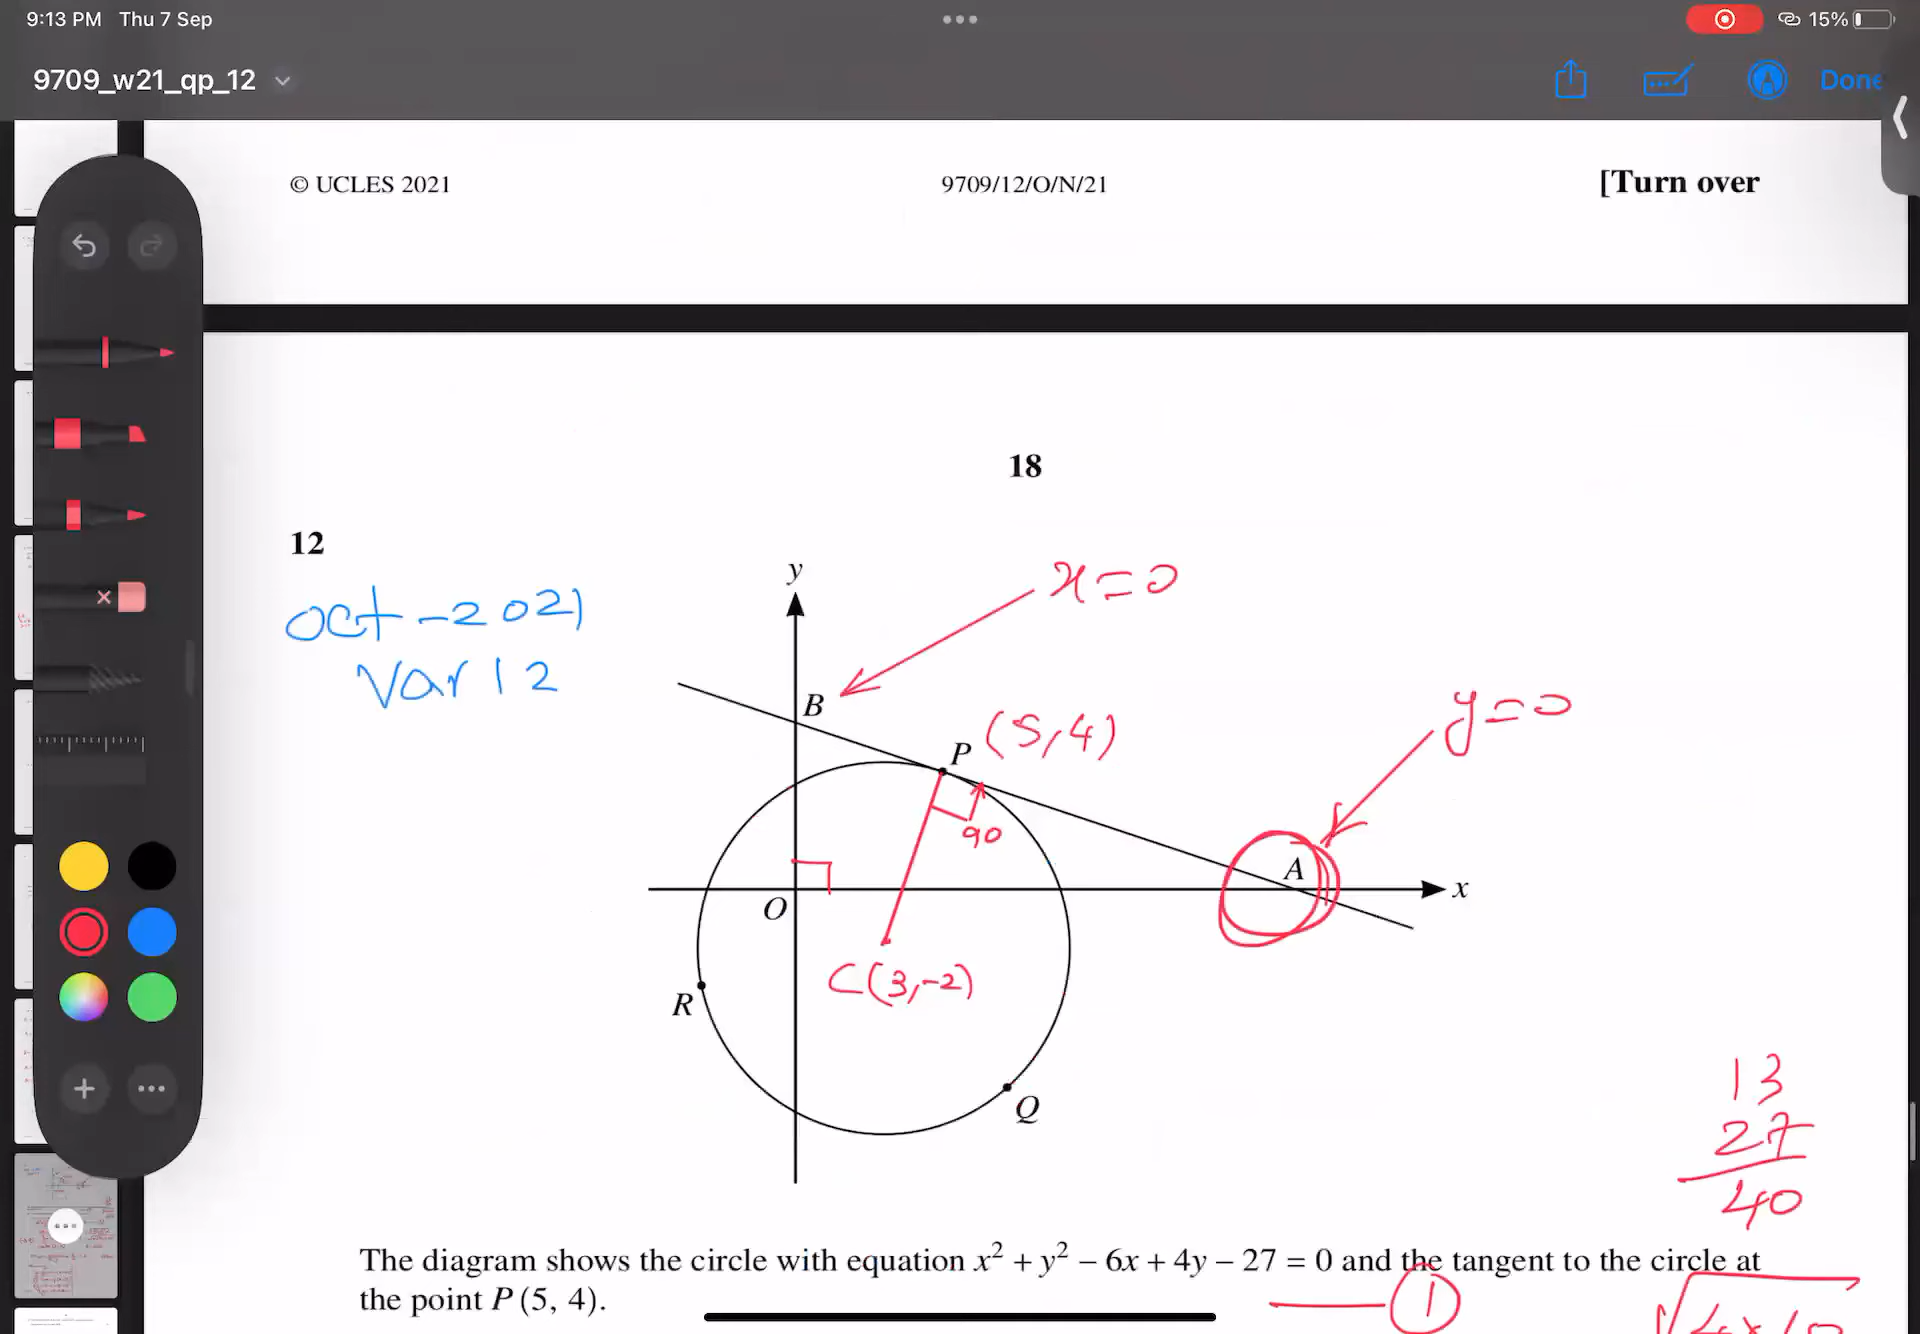 9:13 PM Thu 7 Sep
15%
9709_w21_qp_12
Done
© UCLES 2021
9709/12/O/N/21
[Turn over
18
12
oct-2021
Var 12
y
x=0
B
P
(5,4)
y=0
90
A
x
O
C(3,-2)
R
Q
13
27
40
The diagram shows the circle with equation x² + y² − 6x + 4y − 27 = 0 and the tangent to the circle at
the point P (5, 4).
1